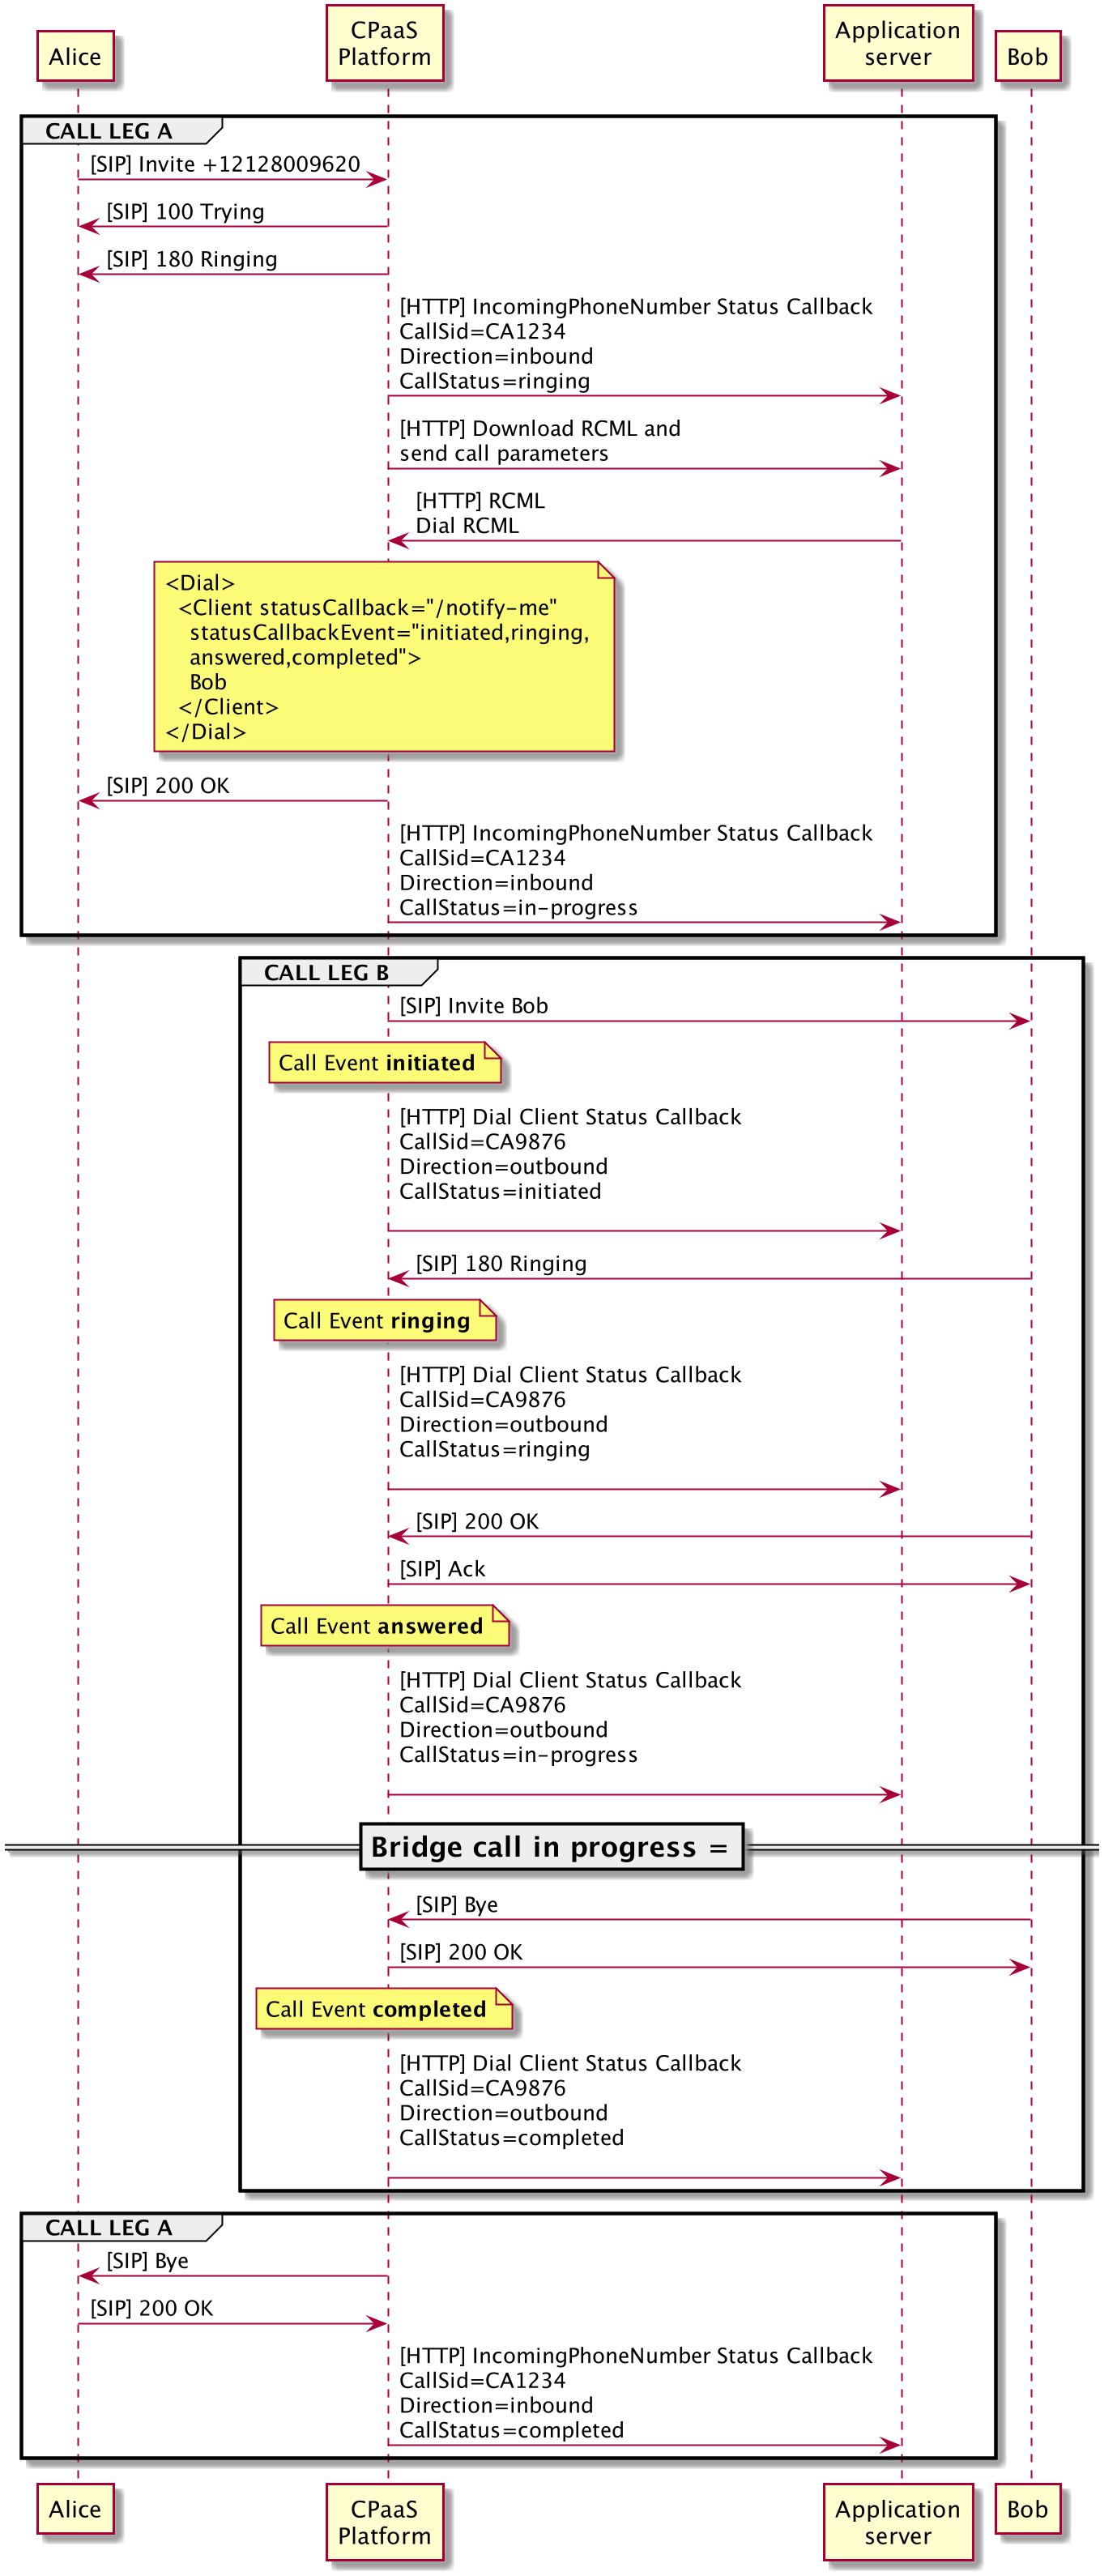 Alice
CPaaS
Platform
Application
server
Bob
CALL LEG A
[SIP] Invite +12128009620
[SIP] 100 Trying
[SIP] 180 Ringing
[HTTP] IncomingPhoneNumber Status Callback
CallSid=CA1234
Direction=inbound
CallStatus=ringing
[HTTP] Download RCML and
send call parameters
[HTTP] RCML
Dial RCML
<Dial>
<Client statusCallback="/notify-me"
statusCallbackEvent="initiated,ringing,
answered,completed">
Bob
</Client>
</Dial>
[SIP] 200 OK
[HTTP] IncomingPhoneNumber Status Callback
CallSid=CA1234
Direction=inbound
CallStatus=in-progress
CALL LEG B
[SIP] Invite Bob
Call Event initiated
[HTTP] Dial Client Status Callback
CallSid=CA9876
Direction=outbound
CallStatus=initiated
[SIP] 180 Ringing
Call Event ringing
[HTTP] Dial Client Status Callback
CallSid=CA9876
Direction=outbound
CallStatus=ringing
[SIP] 200 OK
[SIP] Ack
Call Event answered
[HTTP] Dial Client Status Callback
CallSid=CA9876
Direction=outbound
CallStatus=in-progress
Bridge call in progress =
[SIP] Bye
[SIP] 200 OK
Call Event completed
[HTTP] Dial Client Status Callback
CallSid=CA9876
Direction=outbound
CallStatus=completed
CALL LEG A
[SIP] Bye
[SIP] 200 OK
[HTTP] IncomingPhoneNumber Status Callback
CallSid=CA1234
Direction=inbound
CallStatus=completed
Alice
CPaaS
Platform
Application
server
Bob